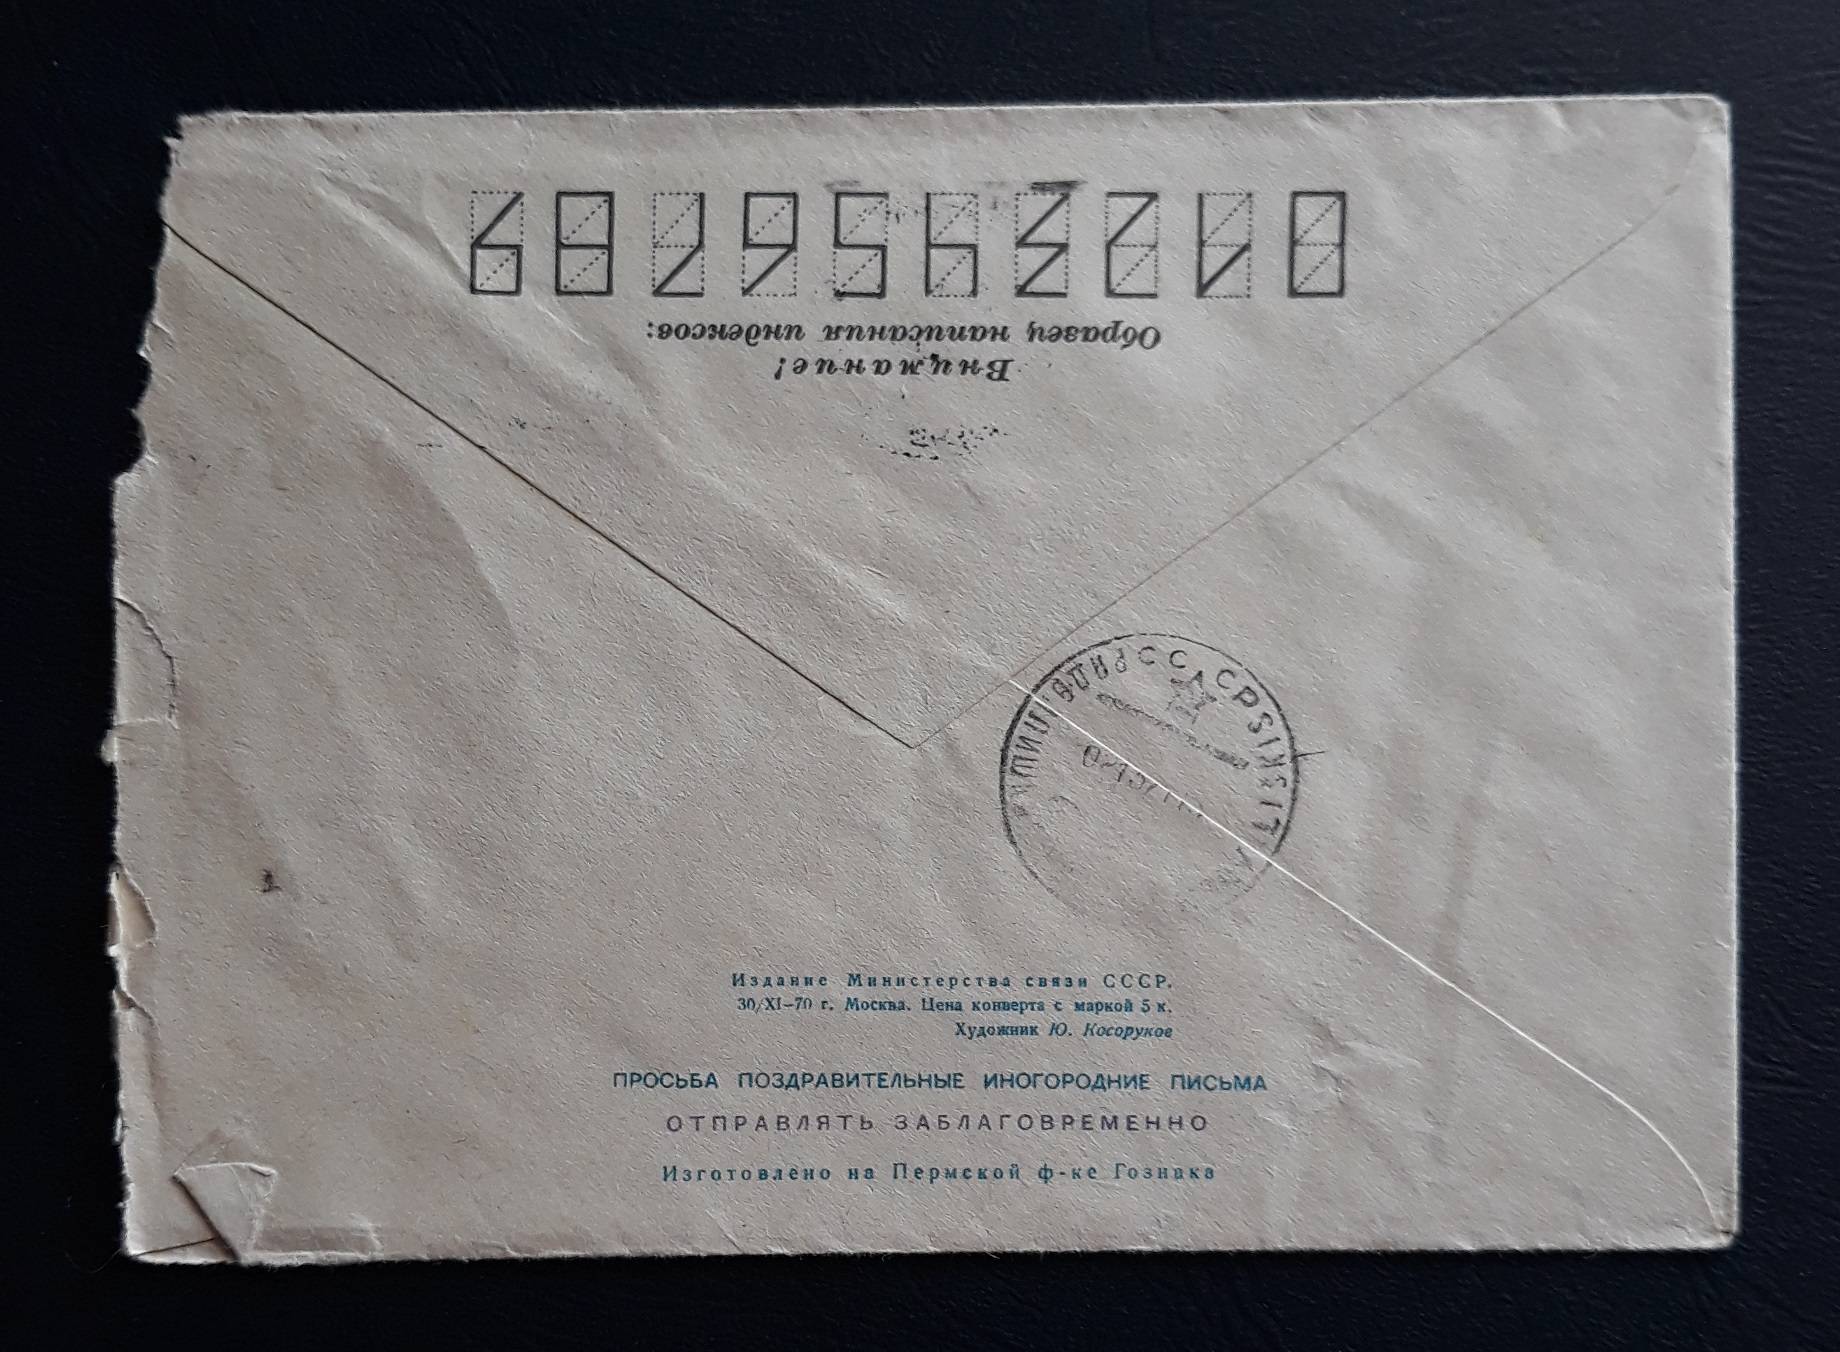 Внимание!
Образец написания индексов:
0123456789
Издание Министерства связи СССР.
30/XI–70 г. Москва. Цена конверта с маркой 5 к.
Художник Ю. Косоруков
ПРОСЬБА ПОЗДРАВИТЕЛЬНЫЕ ИНОГОРОДНИЕ ПИСЬМА
ОТПРАВЛЯТЬ ЗАБЛАГОВРЕМЕННО
Изготовлено на Пермской ф-ке Гознака